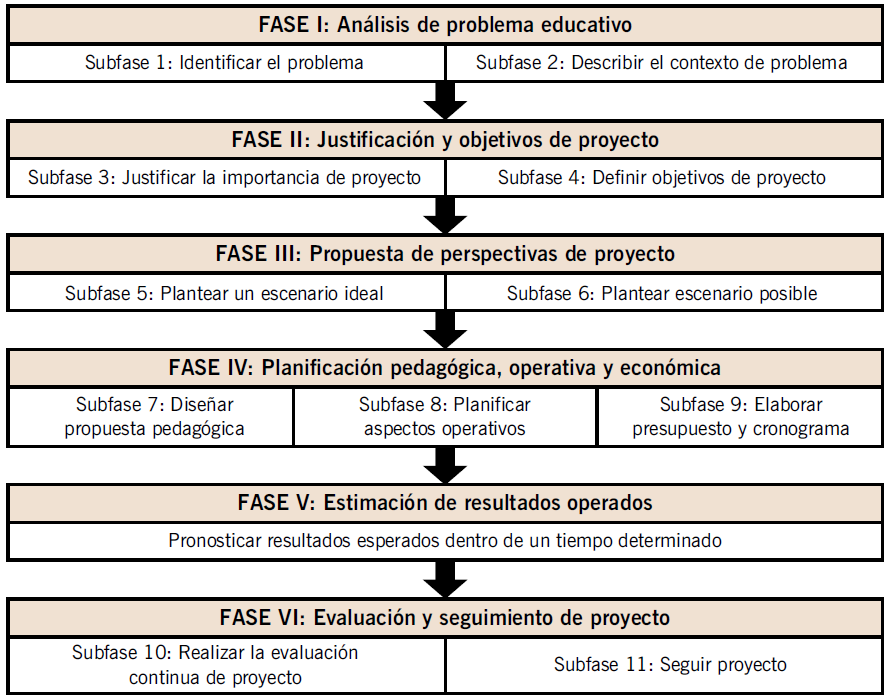 FASE I: Análisis de problema educativo
Subfase 1: Identificar el problema
Subfase 2: Describir el contexto de problema
FASE II: Justificación y objetivos de proyecto
Subfase 3: Justificar la importancia de proyecto
Subfase 4: Definir objetivos de proyecto
FASE III: Propuesta de perspectivas de proyecto
Subfase 5: Plantear un escenario ideal
Subfase 6: Plantear escenario posible
FASE IV: Planificación pedagógica, operativa y económica
Subfase 7: Diseñar
propuesta pedagógica
Subfase 8: Planificar
aspectos operativos
Subfase 9: Elaborar
presupuesto y cronograma
FASE V: Estimación de resultados operados
Pronosticar resultados esperados dentro de un tiempo determinado
FASE VI: Evaluación y seguimiento de proyecto
Subfase 10: Realizar la evaluación
continua de proyecto
Subfase 11: Seguir proyecto